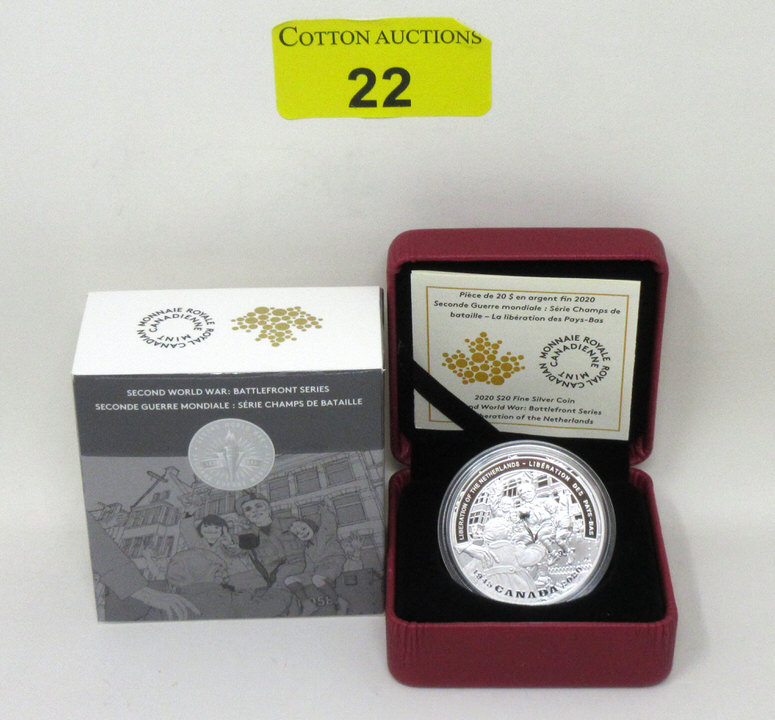 COTTON AUCTIONS
22
MONNAIE ROYALE CANADIENNE
ROYAL CANADIAN MINT
SECOND WORLD WAR: BATTLEFRONT SERIES
SECONDE GUERRE MONDIALE : SÉRIE CHAMPS DE BATAILLE
Pièce de 20 $ en argent fin 2020
Seconde Guerre mondiale : Série Champs de
bataille – La libération des Pays-Bas
MONNAIE ROYALE CANADIENNE
ROYAL CANADIAN MINT
2020 $20 Fine Silver Coin
World War: Battlefront Series
of the Netherlands
LIBERATION OF THE NETHERLANDS - LIBÉRATION DES PAYS-BAS
1945 CANADA 2020